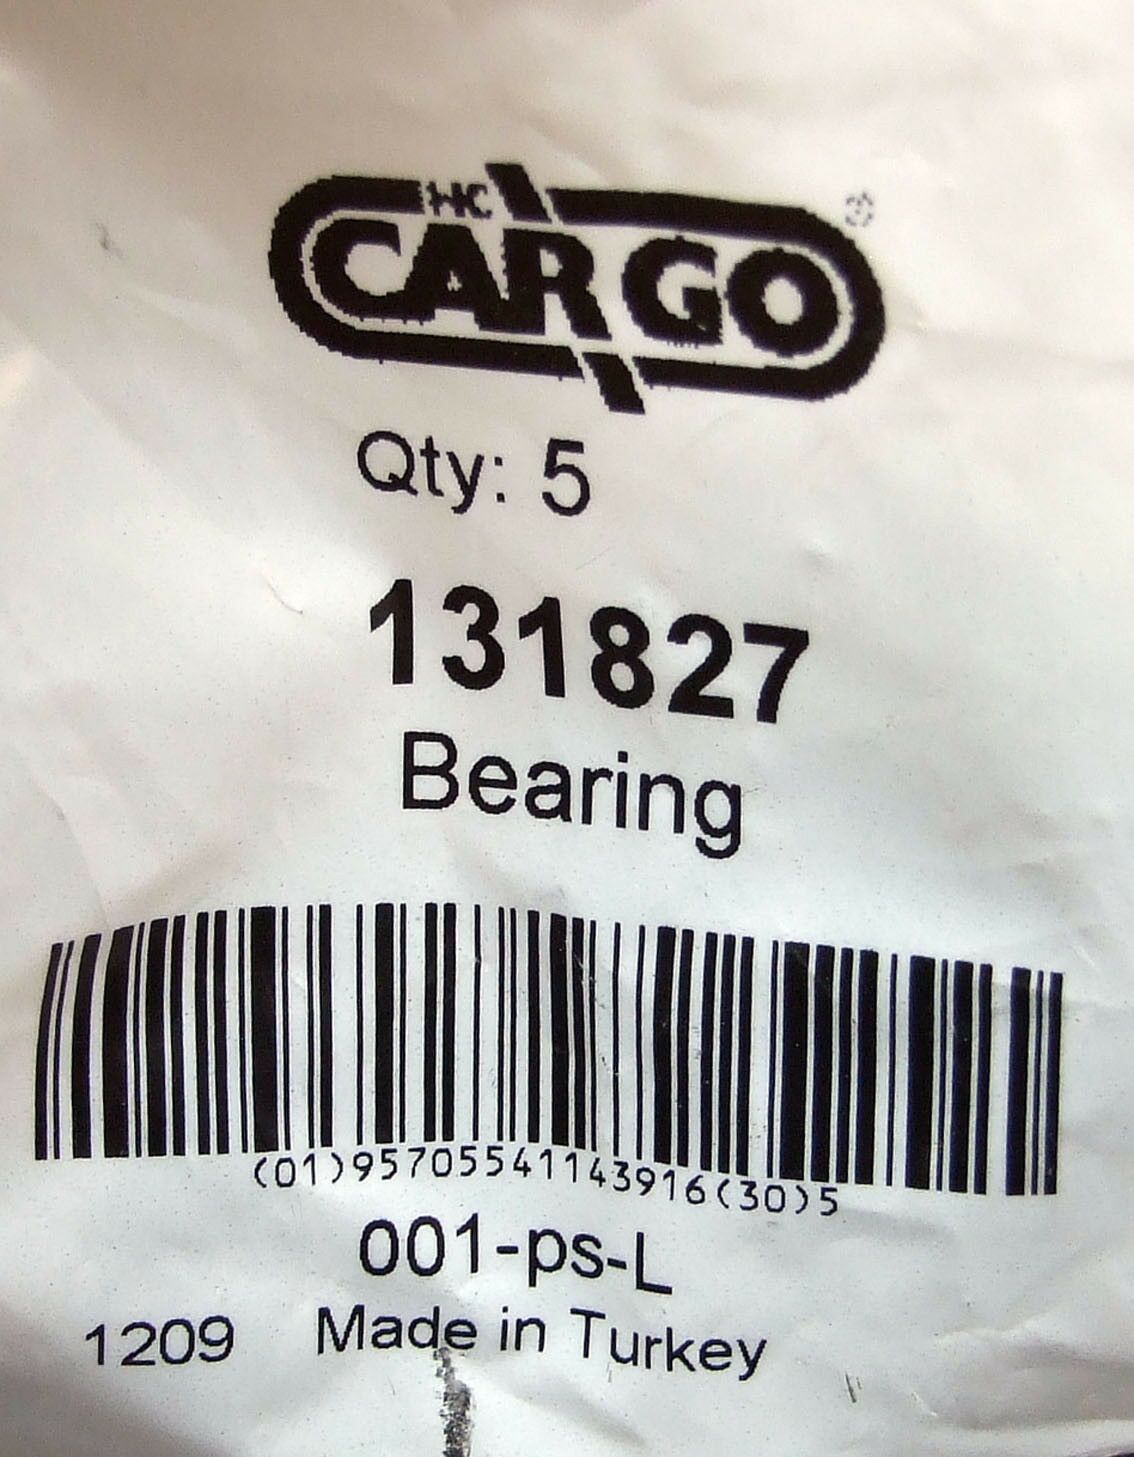 HC
CARGO®
Qty: 5
131827
Bearing
(01)95705541143916(30)5
001-ps-L
1209 Made in Turkey